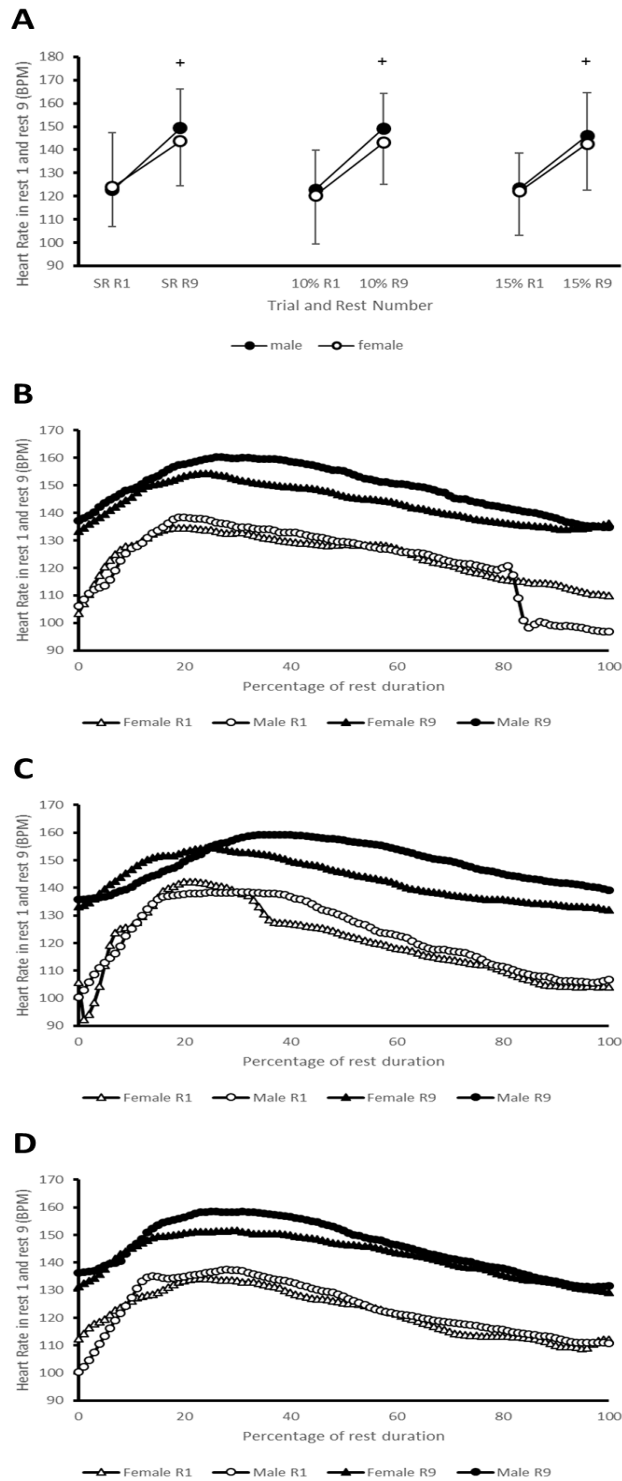 A
Heart Rate in rest 1 and rest 9 (BPM)
180
170
160
150
140
130
120
110
100
90
+
+
+
SR R1
SR R9
10% R1
10% R9
15% R1
15% R9
Trial and Rest Number
male
female
B
Heart Rate in rest 1 and rest 9 (BPM)
170
160
150
140
130
120
110
100
90
0
20
40
60
80
100
Percentage of rest duration
Female R1
Male R1
Female R9
Male R9
C
Heart Rate in rest 1 and rest 9 (BPM)
170
160
150
140
130
120
110
100
90
0
20
40
60
80
100
Percentage of rest duration
Female R1
Male R1
Female R9
Male R9
D
Heart Rate in rest 1 and rest 9 (BPM)
170
160
150
140
130
120
110
100
90
0
20
40
60
80
100
Percentage of rest duration
Female R1
Male R1
Female R9
Male R9